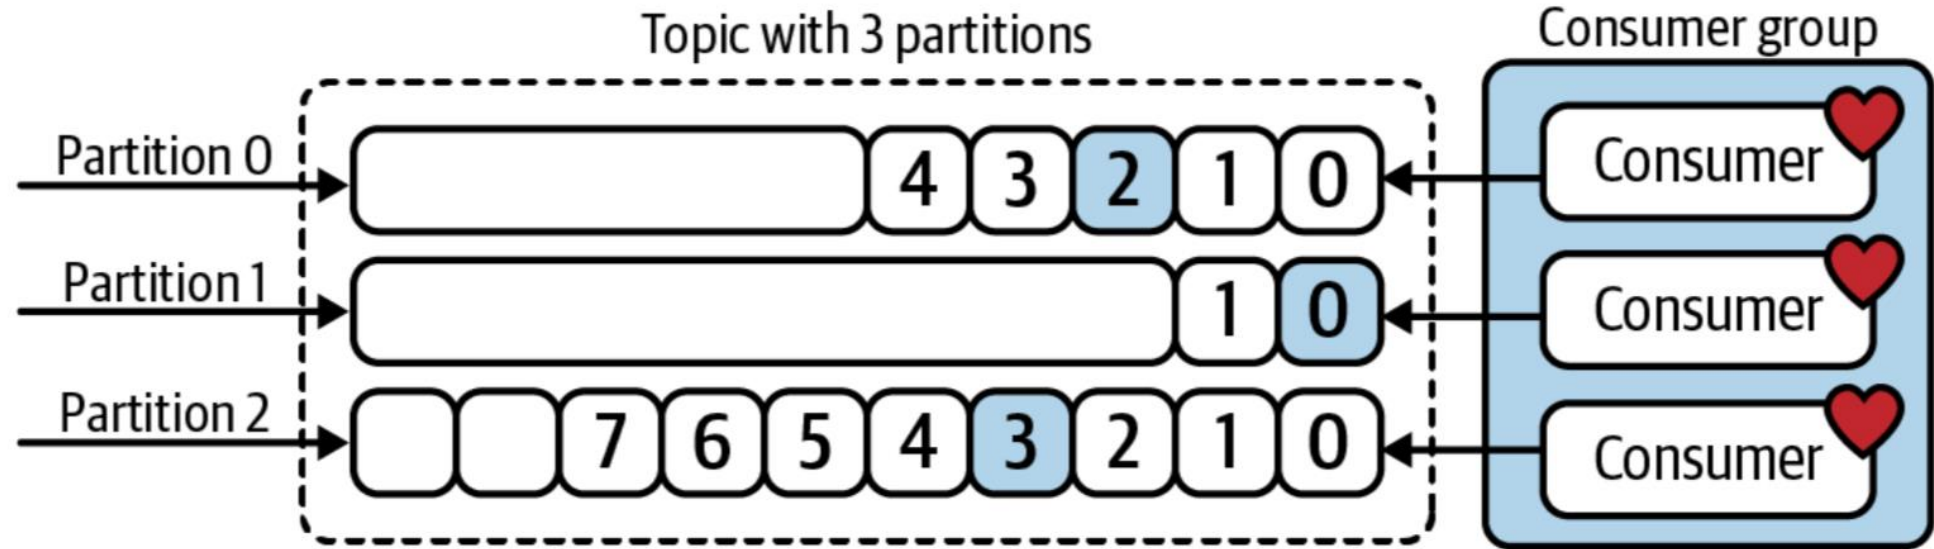 Topic with 3 partitions
Consumer group
Partition 0
4 3 2 1 0
Consumer
Partition 1
1 0
Consumer
Partition 2
7 6 5 4 3 2 1 0
Consumer